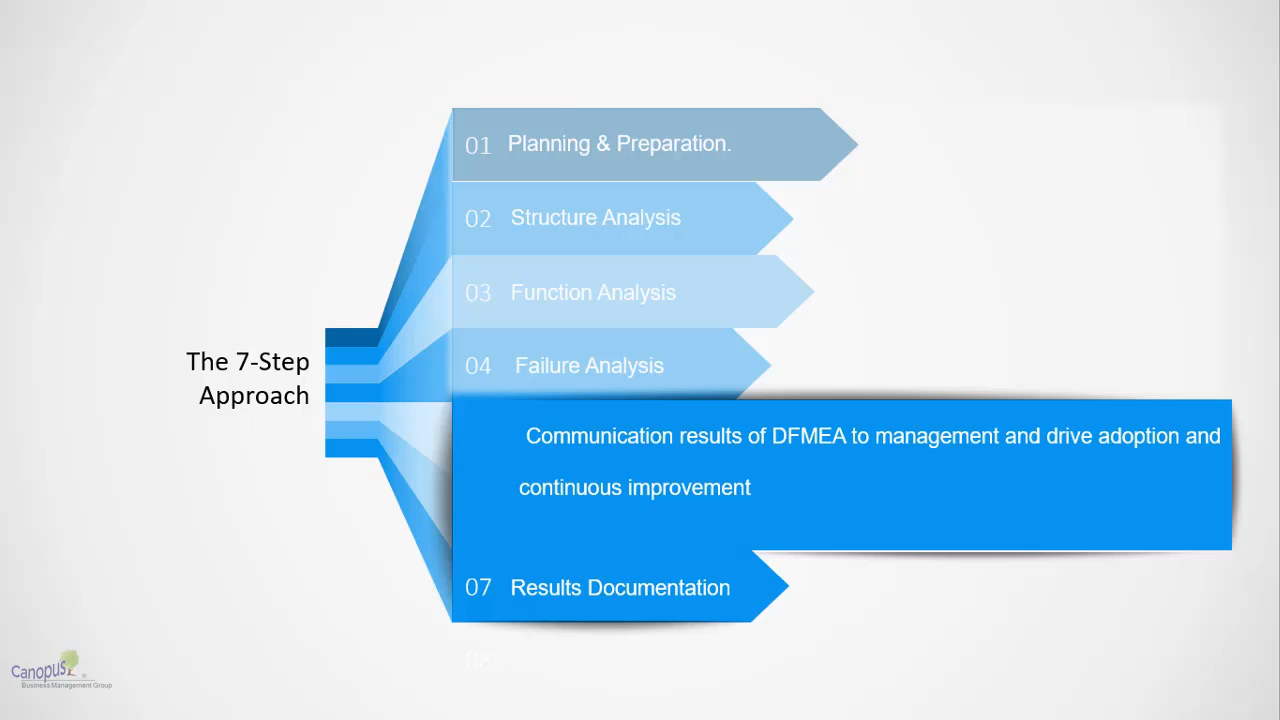 01 Planning & Preparation.
02 Structure Analysis
03 Function Analysis
04 Failure Analysis
The 7-Step
Approach
Communication results of DFMEA to management and drive adoption and
continuous improvement
07 Results Documentation
08
Canopus
Business Management Group